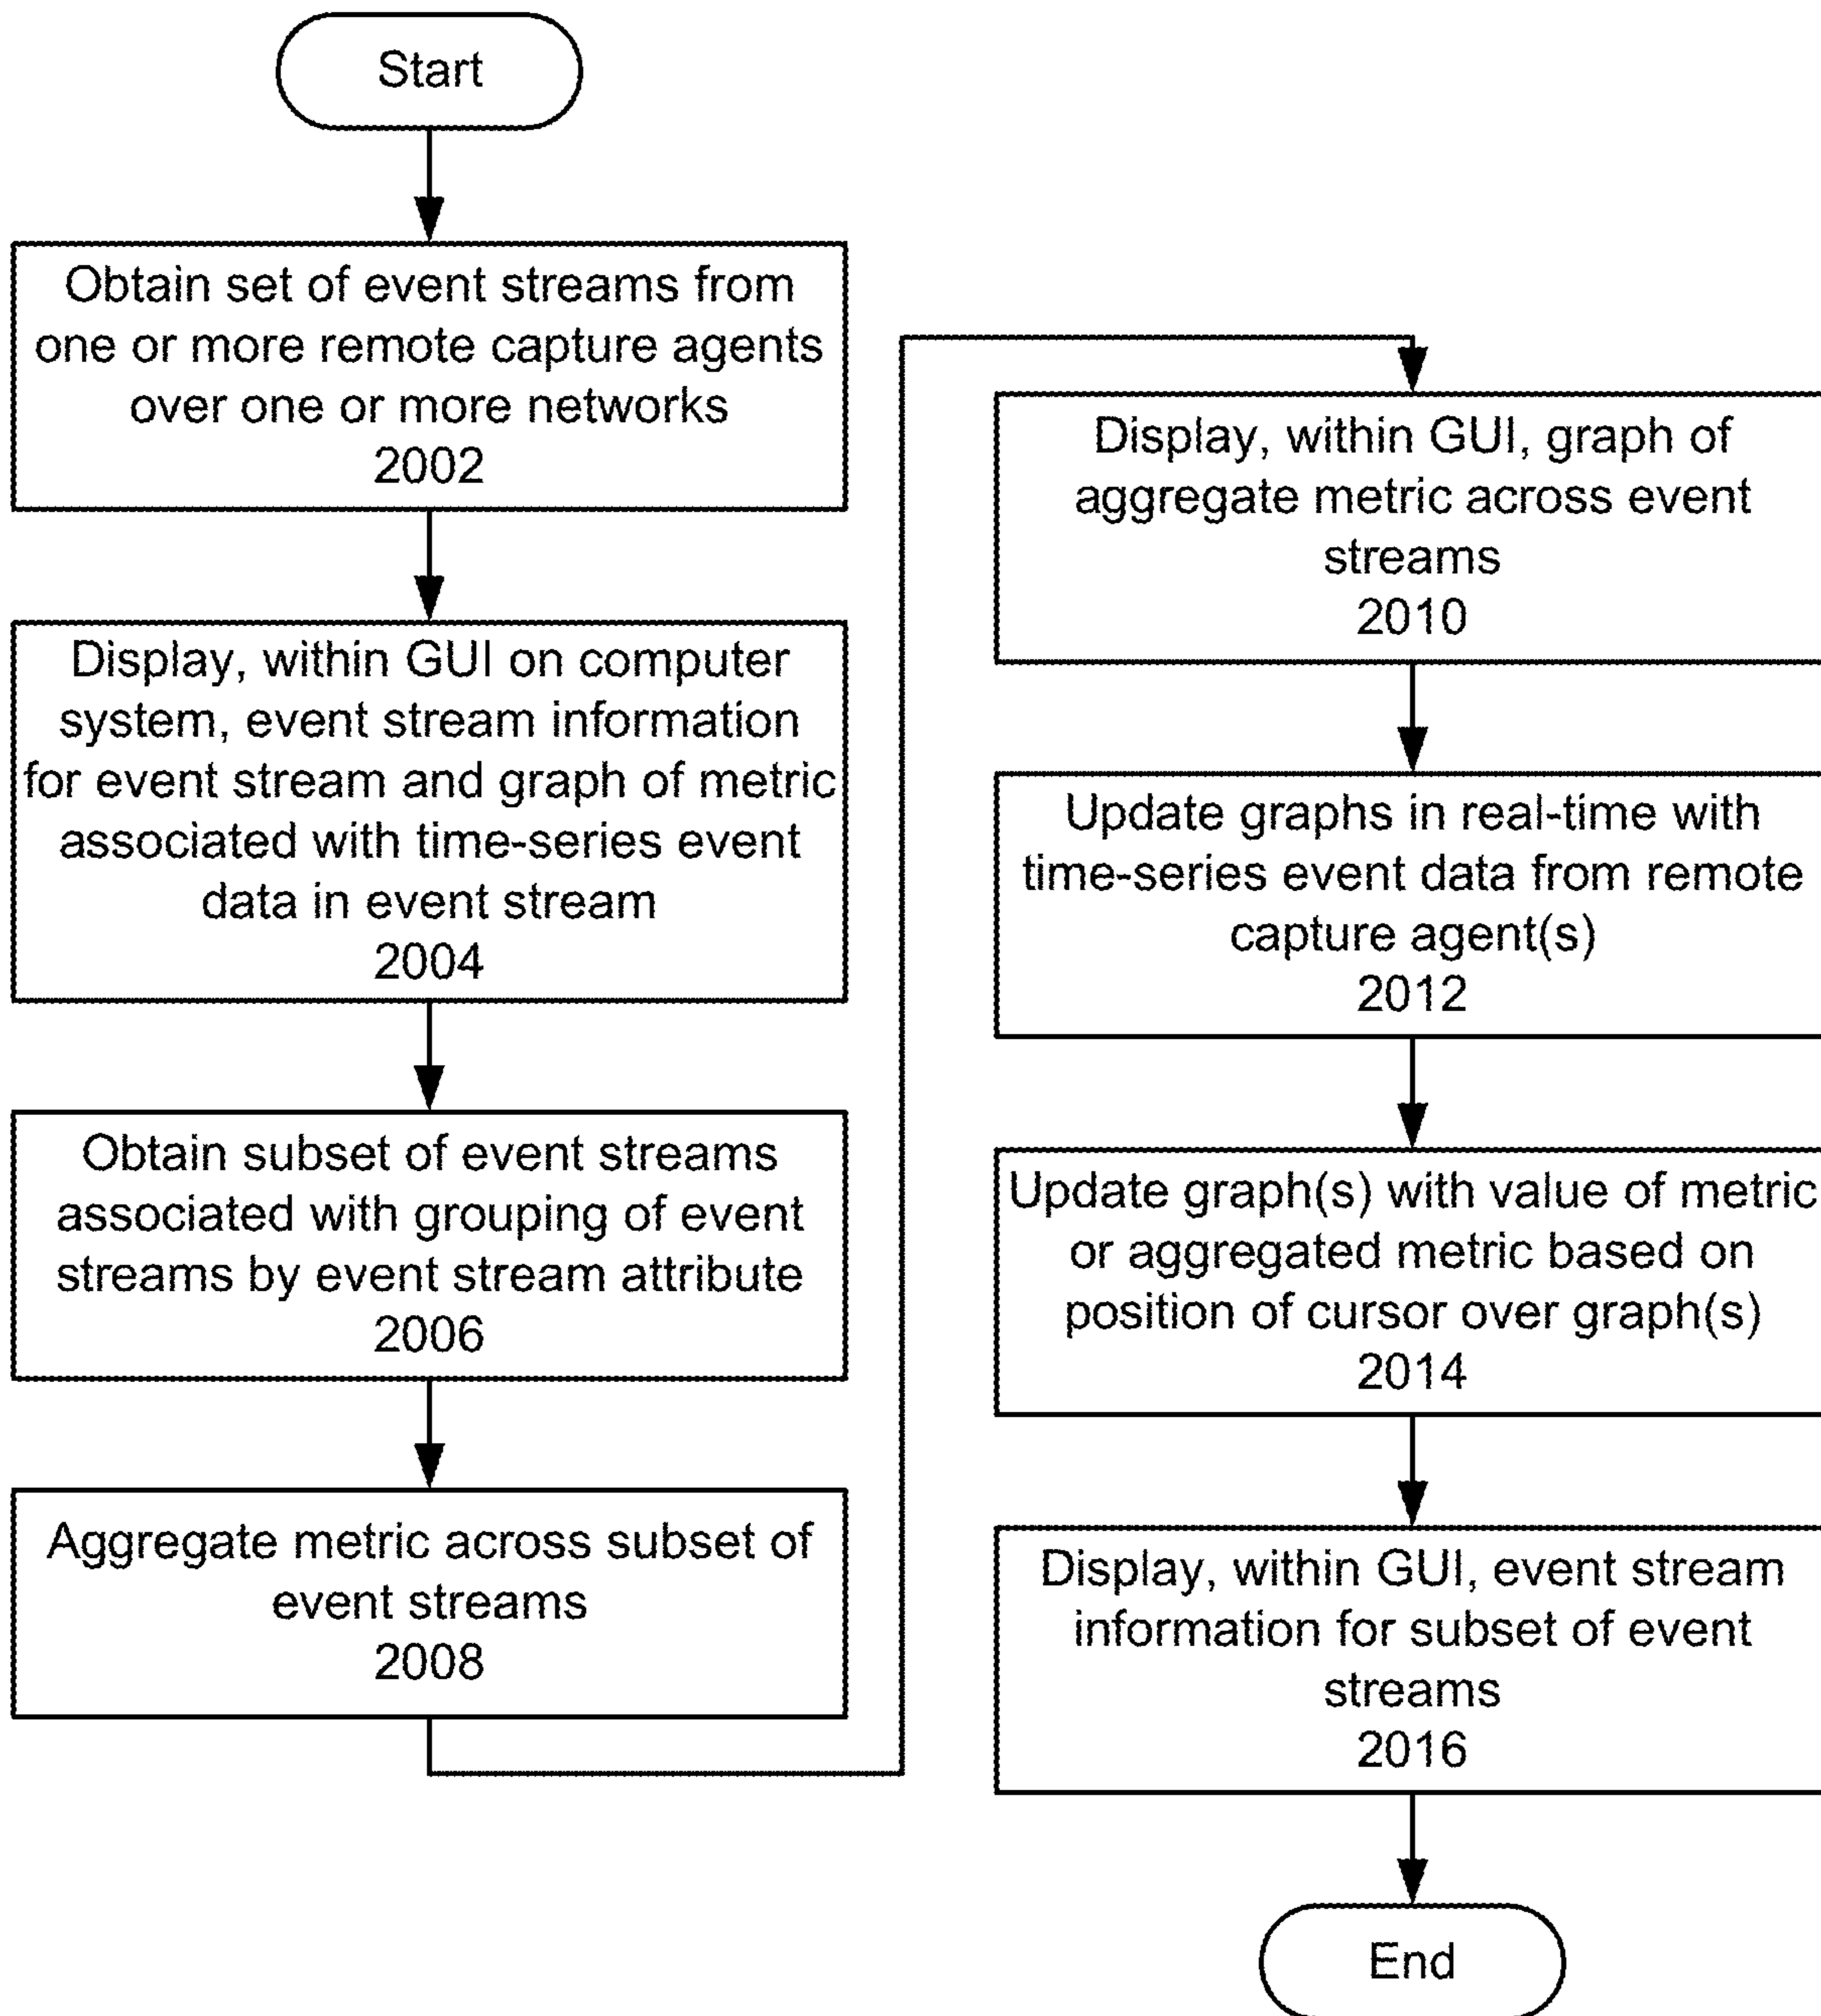 Start
Obtain set of event streams from
one or more remote capture agents
over one or more networks
2002
Display, within GUI on computer
system, event stream information
for event stream and graph of metric
associated with time-series event
data in event stream
2004
Obtain subset of event streams
associated with grouping of event
streams by event stream attribute
2006
Aggregate metric across subset of
event streams
2008
Display, within GUI, graph of
aggregate metric across event
streams
2010
Update graphs in real-time with
time-series event data from remote
capture agent(s)
2012
Update graph(s) with value of metric
or aggregated metric based on
position of cursor over graph(s)
2014
Display, within GUI, event stream
information for subset of event
streams
2016
End